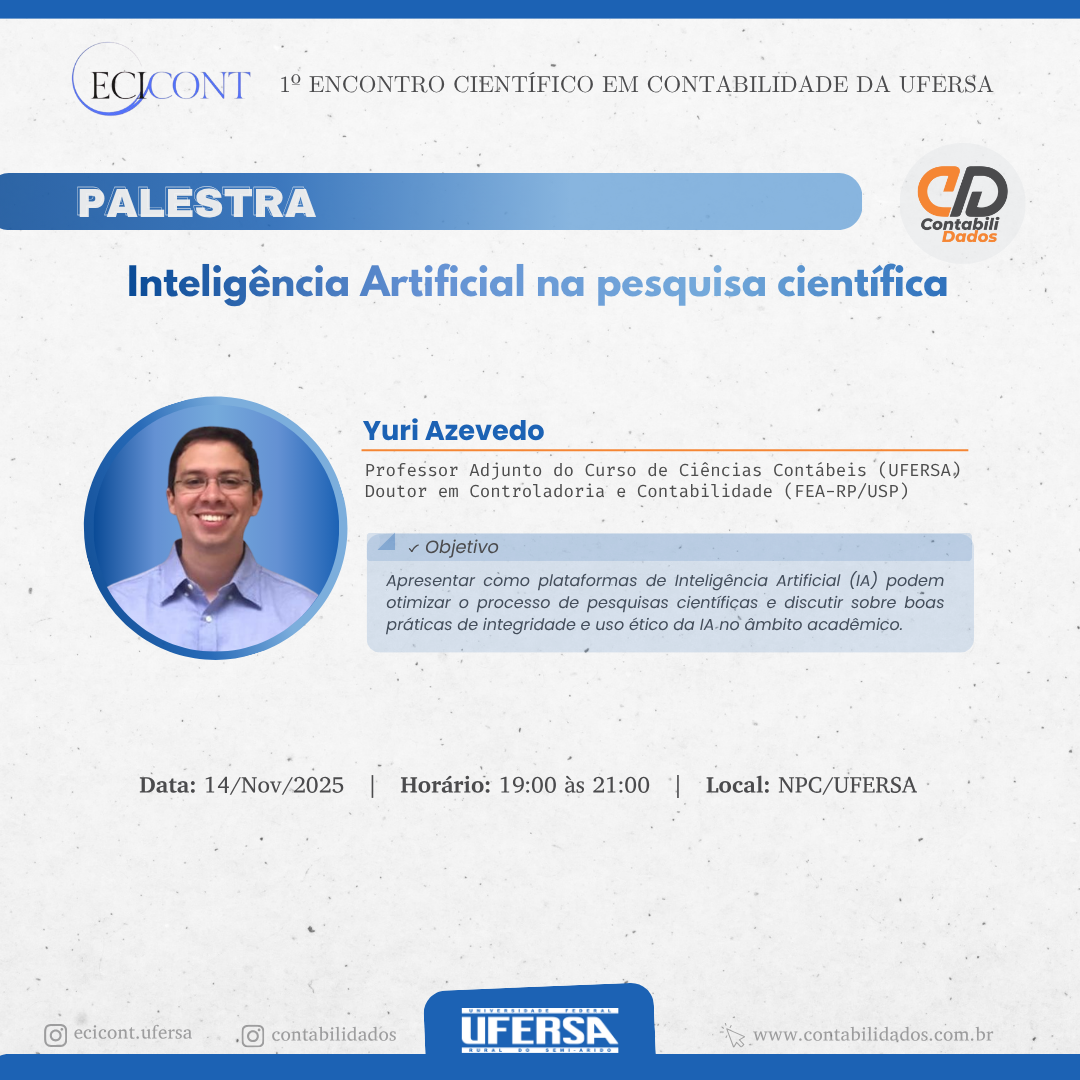 ECICONT 1º ENCONTRO CIENTÍFICO EM CONTABILIDADE DA UFERSA
PALESTRA
CD
Contabili
Dados
Inteligência Artificial na pesquisa científica
Yuri Azevedo
Professor Adjunto do Curso de Ciências Contábeis (UFERSA)
Doutor em Controladoria e Contabilidade (FEA-RP/USP)
✓ Objetivo
Apresentar como plataformas de Inteligência Artificial (IA) podem
otimizar o processo de pesquisas científicas e discutir sobre boas
práticas de integridade e uso ético da IA no âmbito acadêmico.
Data: 14/Nov/2025 | Horário: 19:00 às 21:00 | Local: NPC/UFERSA
UNIVERSIDADE FEDERAL
UFERSA
RURAL DO SEMI-ÁRIDO
ecicont.ufersa contabilidados www.contabilidados.com.br